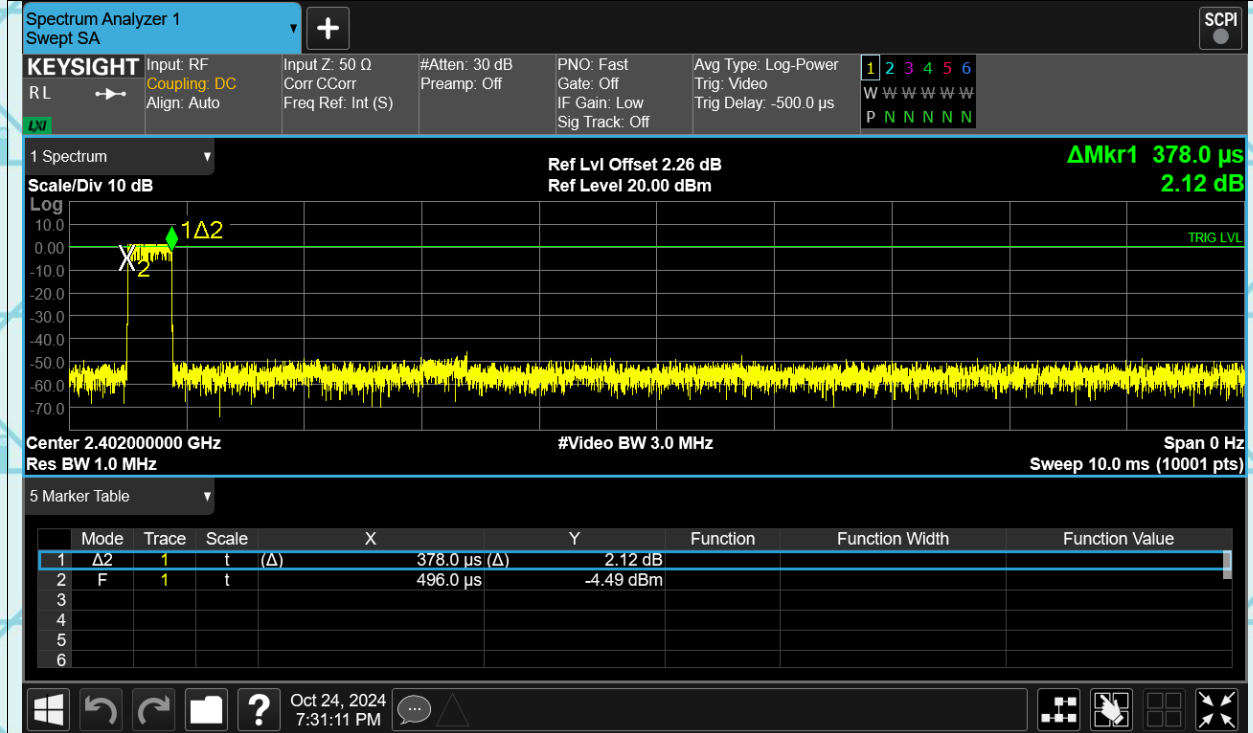 Spectrum Analyzer 1
Swept SA
▼
+
SCPI
KEYSIGHT
RL
LXI
Input: RF
Coupling: DC
Align: Auto
Input Z: 50 Ω
Corr CCorr
Freq Ref: Int (S)
#Atten: 30 dB
Preamp: Off
PNO: Fast
Gate: Off
IF Gain: Low
Sig Track: Off
Avg Type: Log-Power
Trig: Video
Trig Delay: -500.0 µs
1 2 3 4 5 6
W W W W W W
P N N N N N
1 Spectrum ▼
Scale/Div 10 dB
Ref Lvl Offset 2.26 dB
Ref Level 20.00 dBm
ΔMkr1 378.0 µs
2.12 dB
Log
10.0
0.00
-10.0
-20.0
-30.0
-40.0
-50.0
-60.0
-70.0
1Δ2
X2
TRIG LVL
Center 2.402000000 GHz
Res BW 1.0 MHz
#Video BW 3.0 MHz
Span 0 Hz
Sweep 10.0 ms (10001 pts)
5 Marker Table ▼
Mode Trace Scale X Y Function Function Width Function Value
1 Δ2 1 t (Δ) 378.0 µs (Δ) 2.12 dB
2 F 1 t 496.0 µs -4.49 dBm
3
4
5
6
?
Oct 24, 2024
7:31:11 PM